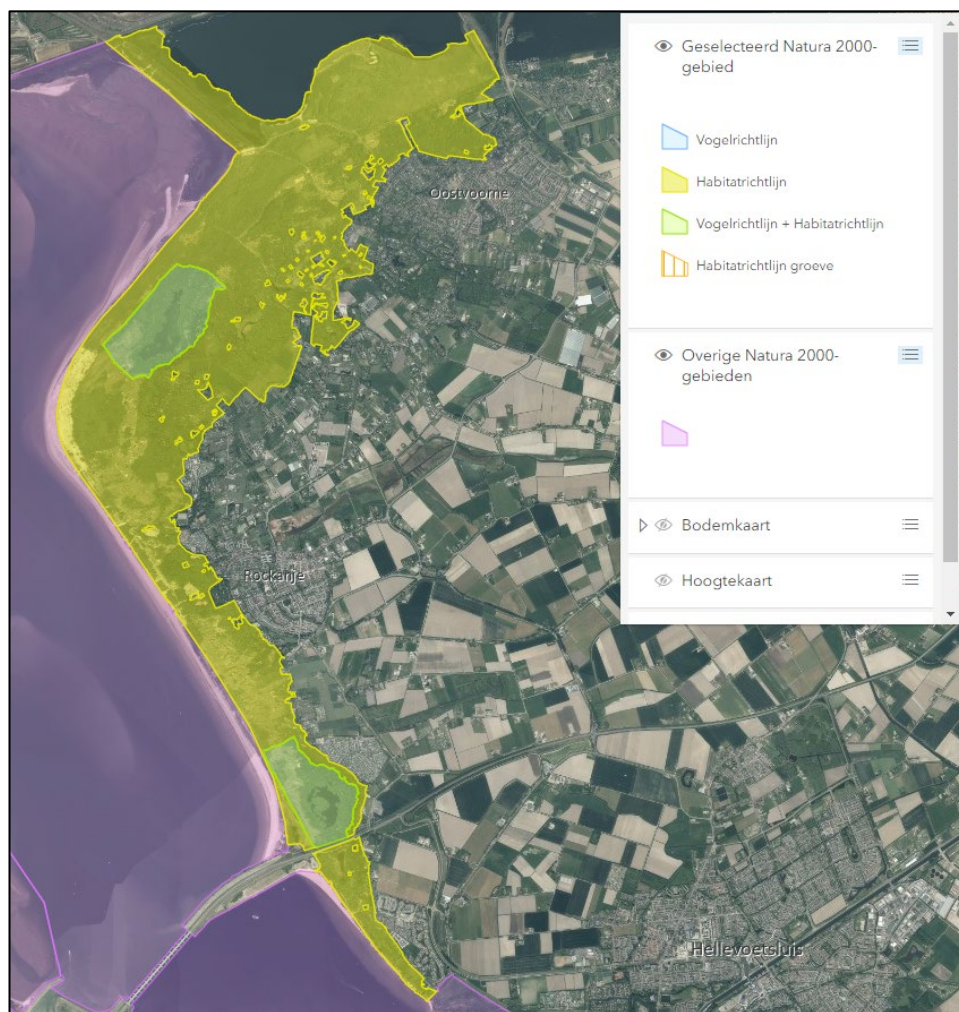 Geselecteerd Natura 2000-
gebied
Vogelrichtlijn
Habitatrichtlijn
Vogelrichtlijn + Habitatrichtlijn
Habitatrichtlijn groeve
Overige Natura 2000-
gebieden
Bodemkaart
Hoogtekaart
Oostvoorne
Rockanje
Hellevoetsluis